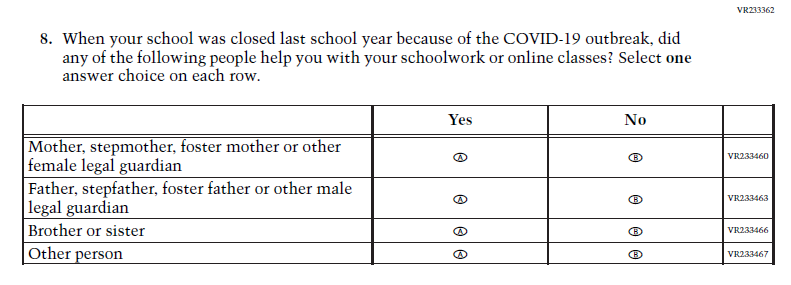 VR233362
8. When your school was closed last school year because of the COVID-19 outbreak, did
any of the following people help you with your schoolwork or online classes? Select one
answer choice on each row.
Yes No
Mother, stepmother, foster mother or other
female legal guardian
A B VR233460
Father, stepfather, foster father or other male
legal guardian
A B VR233463
Brother or sister A B VR233466
Other person A B VR233467